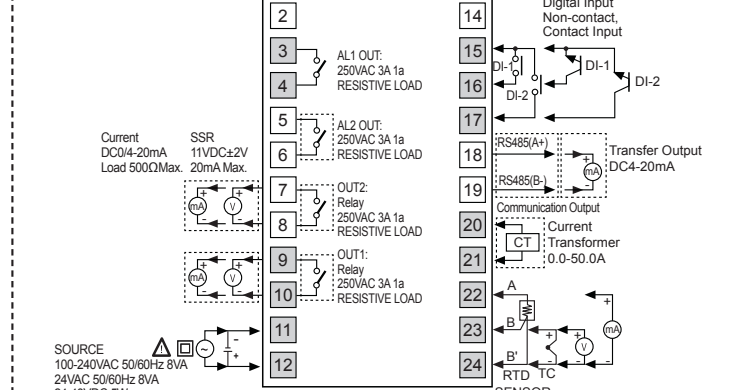 Digital Input
Non-contact,
Contact Input
2
14
3
15
AL1 OUT:
250VAC 3A 1a
RESISTIVE LOAD
DI-1
DI-1
4
16
DI-2
DI-2
5
17
AL2 OUT:
250VAC 3A 1a
RESISTIVE LOAD
Current
DC0/4-20mA
Load 500ΩMax.
SSR
11VDC±2V
20mA Max.
6
18
RS485(A+)
Transfer Output
DC4-20mA
+
mA
-
7
19
RS485(B-)
OUT2:
Relay
250VAC 3A 1a
RESISTIVE LOAD
+
mA
-
+
V
-
Communication Output
8
20
Current
Transformer
0.0-50.0A
CT
9
21
OUT1:
Relay
250VAC 3A 1a
RESISTIVE LOAD
+
mA
-
+
V
-
10
22
A
11
23
B
+
+
V
-
+
mA
-
-
+
SOURCE
100-240VAC 50/60Hz 8VA
24VAC 50/60Hz 8VA
12
24
B'
-
RTD
TC
SENSOR